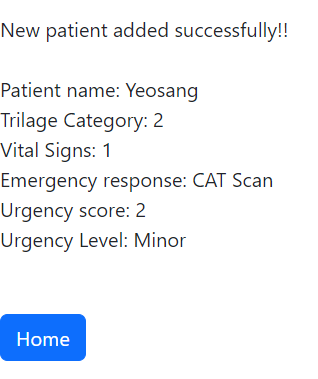 New patient added successfully!!
Patient name: Yeosang
Trilage Category: 2
Vital Signs: 1
Emergency response: CAT Scan
Urgency score: 2
Urgency Level: Minor
Home